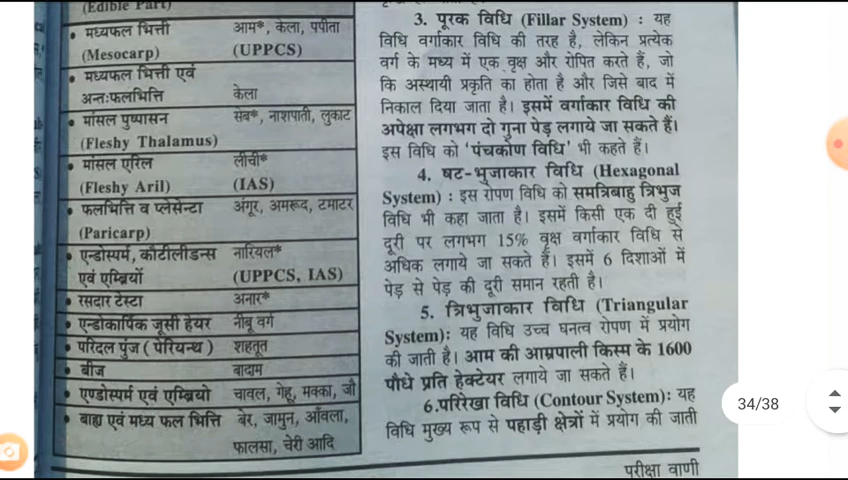 (Edible Part)
• मध्यफल भित्ती आम*, केला, पपीता
(Mesocarp) (UPPCS)
• मध्यफल भित्ती एवं
अन्तःफलभित्ति केला
• मांसल पुष्पासन सेब*, नाशपाती, लुकाट
(Fleshy Thalamus)
• मांसल एरिल लीची*
(Fleshy Aril) (IAS)
• फलभित्ति व प्लेसेन्टा अंगूर, अमरूद, टमाटर
(Paricarp)
• एन्डोस्पर्म, कौटीलीडन्स नारियल*
एवं एम्ब्रियों (UPPCS, IAS)
• रसदार टेस्टा अनार*
• एन्डोकार्पिक जूसी हेयर नीबू वर्ग
• परिदल पुंज ( पेरियन्थ ) शहतूत
• बीज बादाम
• एण्डोस्पर्म एवं एम्ब्रियो चावल, गेहू, मक्का, जौ
• बाह्य एवं मध्य फल भित्ति बेर, जामुन, आँवला,
फालसा, चेरी आदि
3. पूरक विधि (Fillar System) : यह
विधि वर्गाकार विधि की तरह है, लेकिन प्रत्येक
वर्ग के मध्य में एक वृक्ष और रोपित करते हैं, जो
कि अस्थायी प्रकृति का होता है और जिसे बाद में
निकाल दिया जाता है। इसमें वर्गाकार विधि की
अपेक्षा लगभग दो गुना पेड़ लगाये जा सकते हैं।
इस विधि को 'पंचकोण विधि' भी कहते हैं।
4. षट-भुजाकार विधि (Hexagonal
System) : इस रोपण विधि को समत्रिबाहु त्रिभुज
विधि भी कहा जाता है। इसमें किसी एक दी हुई
दूरी पर लगभग 15% वृक्ष वर्गाकार विधि से
अधिक लगाये जा सकते हैं। इसमें 6 दिशाओं में
पेड़ से पेड़ की दूरी समान रहती है।
5. त्रिभुजाकार विधि (Triangular
System): यह विधि उच्च घनत्व रोपण में प्रयोग
की जाती है। आम की आम्रपाली किस्म के 1600
पौधे प्रति हेक्टेयर लगाये जा सकते हैं।
6.परिरेखा विधि (Contour System): यह
विधि मुख्य रूप से पहाड़ी क्षेत्रों में प्रयोग की जाती
परीक्षा वाणी
34/38